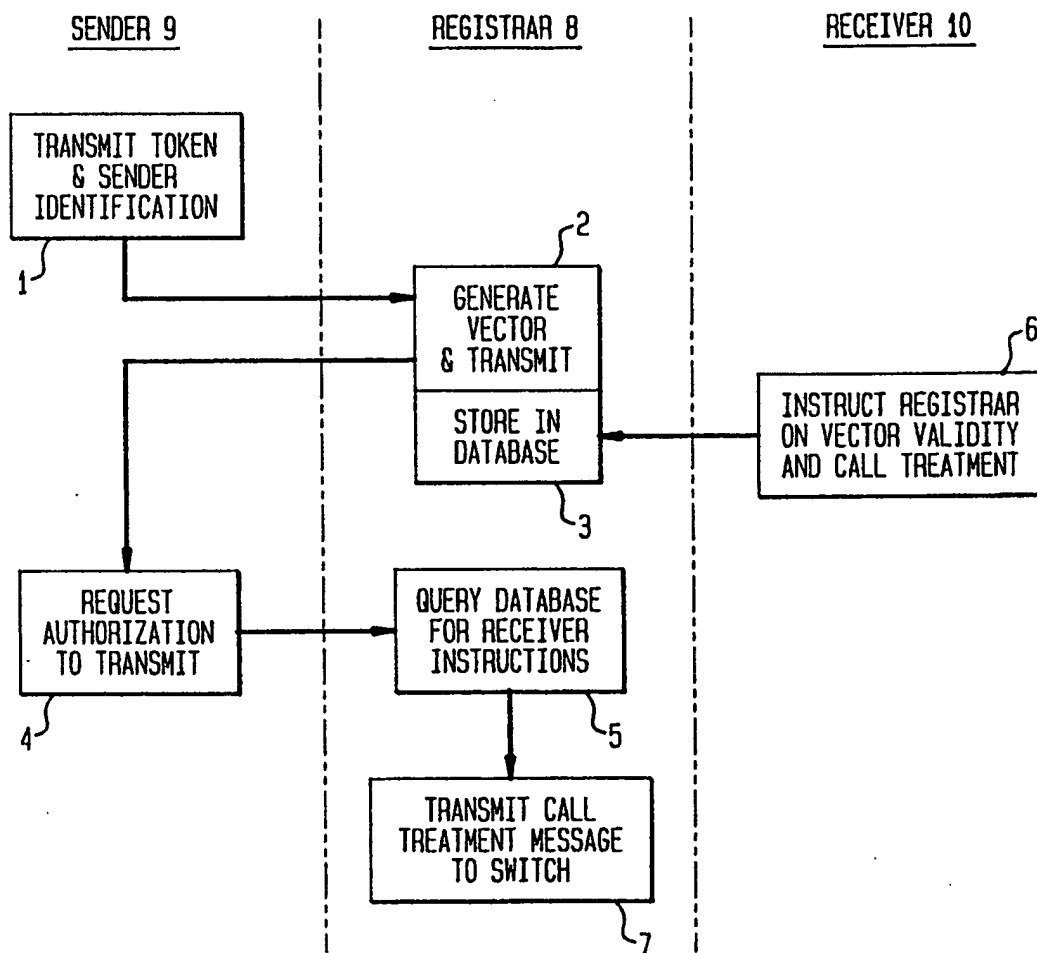 SENDER 9
REGISTRAR 8
RECEIVER 10
TRANSMIT TOKEN
& SENDER
IDENTIFICATION
1
2
GENERATE
VECTOR
& TRANSMIT
STORE IN
DATABASE
3
6
INSTRUCT REGISTRAR
ON VECTOR VALIDITY
AND CALL TREATMENT
REQUEST
AUTHORIZATION
TO TRANSMIT
4
QUERY DATABASE
FOR RECEIVER
INSTRUCTIONS
5
TRANSMIT CALL
TREATMENT MESSAGE
TO SWITCH
7